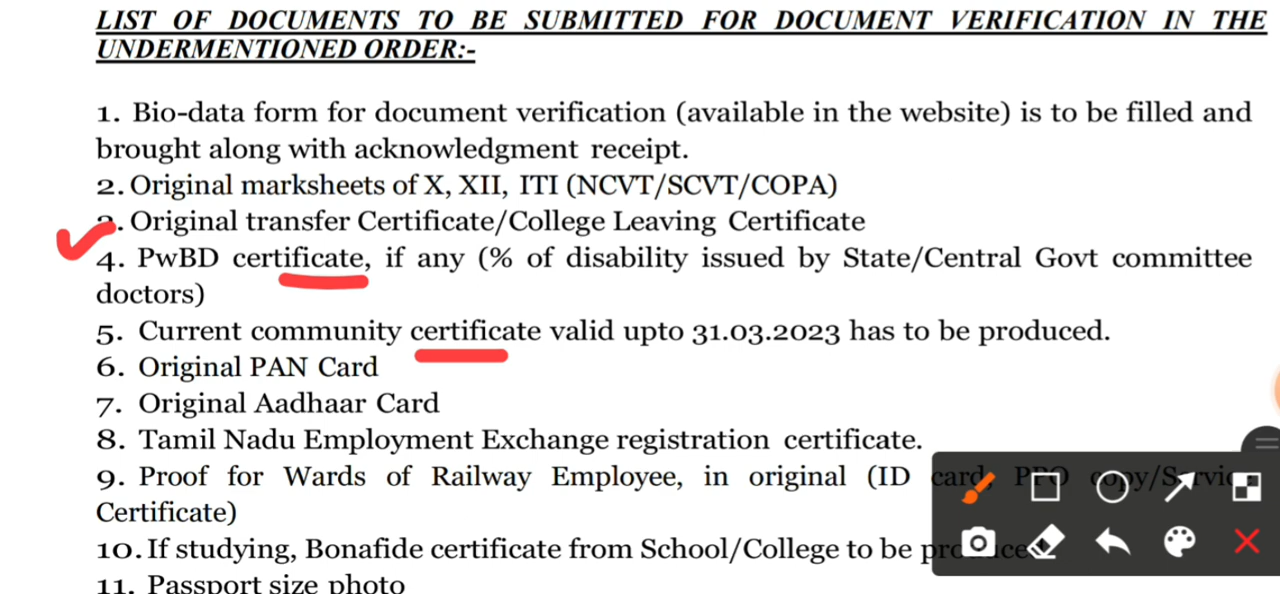 LIST OF DOCUMENTS TO BE SUBMITTED FOR DOCUMENT VERIFICATION IN THE
UNDERMENTIONED ORDER:-
1. Bio-data form for document verification (available in the website) is to be filled and
brought along with acknowledgment receipt.
2. Original marksheets of X, XII, ITI (NCVT/SCVT/COPA)
3. Original transfer Certificate/College Leaving Certificate
4. PwBD certificate, if any (% of disability issued by State/Central Govt committee
doctors)
5. Current community certificate valid upto 31.03.2023 has to be produced.
6. Original PAN Card
7. Original Aadhaar Card
8. Tamil Nadu Employment Exchange registration certificate.
9. Proof for Wards of Railway Employee, in original (ID card, PPO copy/Service
Certificate)
10. If studying, Bonafide certificate from School/College to be produced
11. Passport size photo